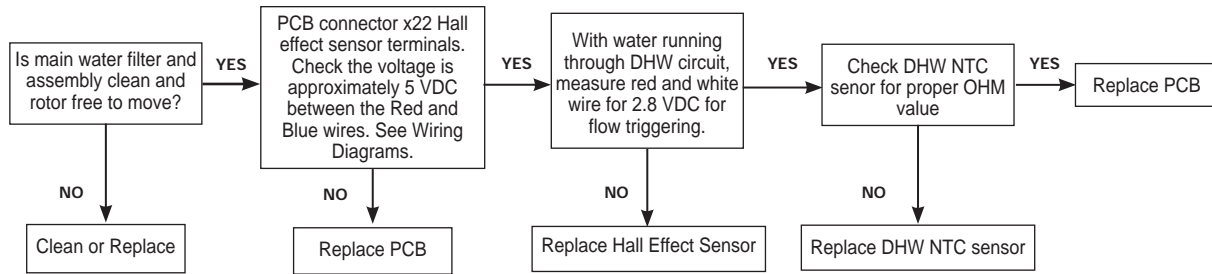 Is main water filter and
assembly clean and
rotor free to move?
YES
NO
Clean or Replace
PCB connector x22 Hall
effect sensor terminals.
Check the voltage is
approximately 5 VDC
between the Red and
Blue wires. See Wiring
Diagrams.
YES
NO
Replace PCB
With water running
through DHW circuit,
measure red and white
wire for 2.8 VDC for
flow triggering.
YES
NO
Replace Hall Effect Sensor
Check DHW NTC
senor for proper OHM
value
YES
NO
Replace DHW NTC sensor
Replace PCB